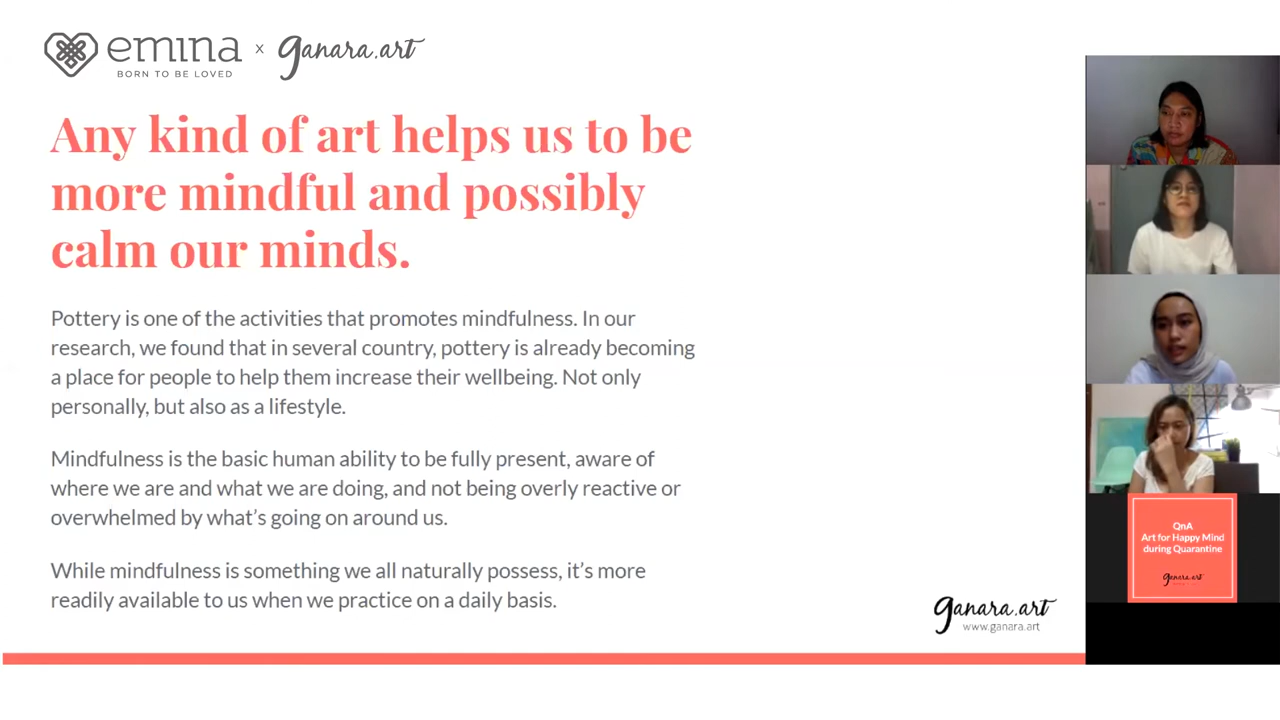 emina x ganara.art
BORN TO BE LOVED
Any kind of art helps us to be
more mindful and possibly
calm our minds.
Pottery is one of the activities that promotes mindfulness. In our
research, we found that in several country, pottery is already becoming
a place for people to help them increase their wellbeing. Not only
personally, but also as a lifestyle.
Mindfulness is the basic human ability to be fully present, aware of
where we are and what we are doing, and not being overly reactive or
overwhelmed by what's going on around us.
While mindfulness is something we all naturally possess, it's more
readily available to us when we practice on a daily basis.
ganara.art
www.ganara.art
QnA
Art for Happy Mind
during Quarantine
ganara.art